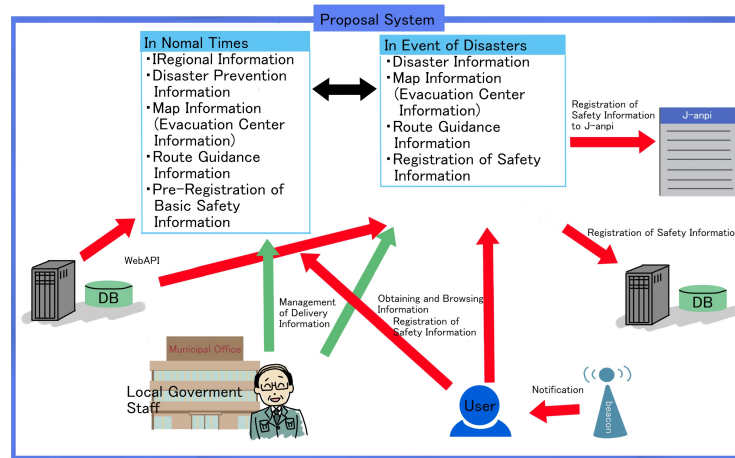 Proposal System
In Nomal Times
・IRegional Information
・Disaster Prevention
Information
・Map Information
(Evacuation Center
Information)
・Route Guidance
Information
・Pre-Registration of
Basic Safety
Information
In Event of Disasters
・Disaster Information
・Map Information
(Evacuation Center
Information)
・Route Guidance
Information
・Registration of Safety
Information
Registration of
Safety Information
to J-anpi
J-anpi
Registration of Safety Information
WebAPI
DB
DB
Management
of Delivery
Information
Obtaining and Browsing
Information
Registration of
Safety Information
Municipal Office
Local Goverment
Staff
User
Notification
beacon